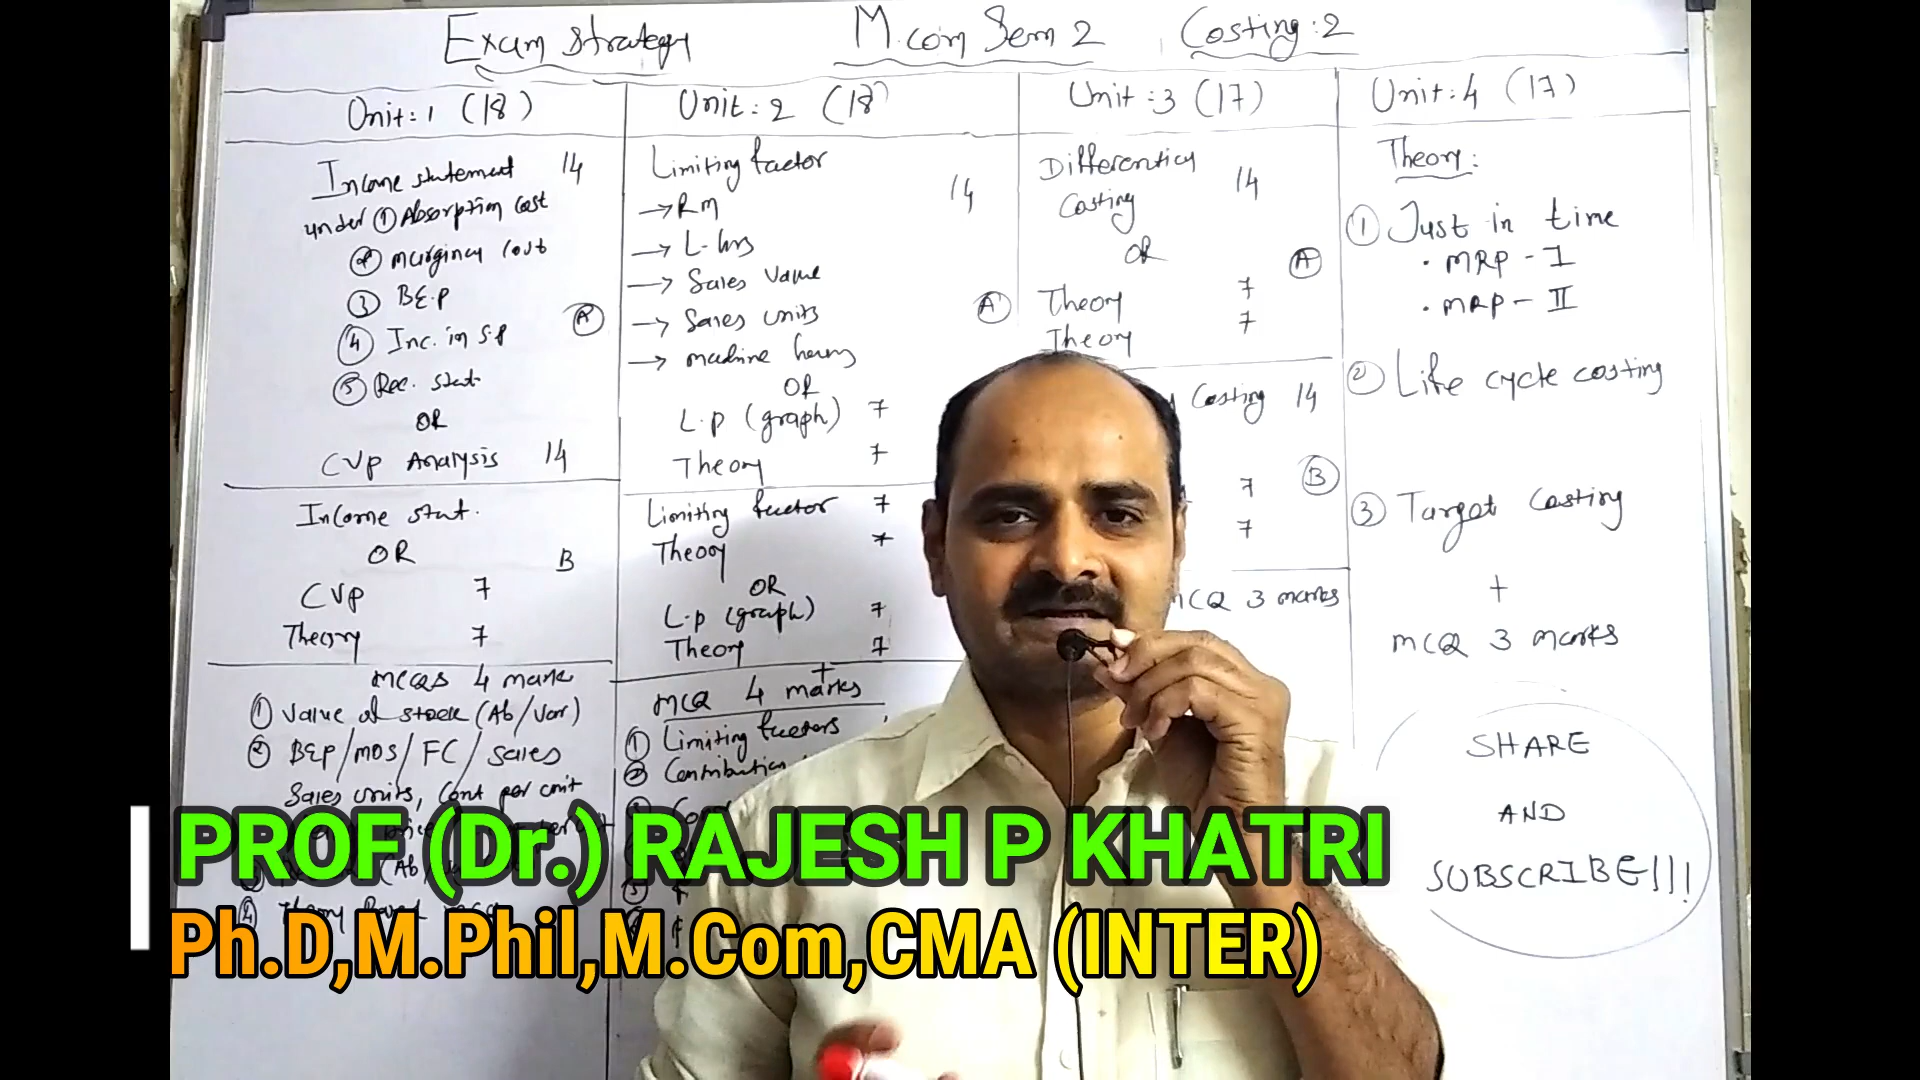 Exam Strategy M.com Sem 2 Costing:2
Unit:1 (18)
Income statement 14
under ① Absorption Cost
② marginal cost
③ B.E.P
④ Inc. in S.P
⑤ Rec. stat.
A
OR
CVP Analysis 14
Income stat.
OR
B
CVP 7
Theory 7
MCQS 4 mark
① Value of stock (Ab/Var)
② BEP/MOS/FC/Sales
Sales units, Cont per unit
Unit:2 (18)
Limiting factor
14
→ RM
→ L-hrs
→ Sales value
→ Sales units
→ machine hours
A
OR
L.P (graph) 7
Theory 7
Limiting factor 7
Theory 7
OR
L.P (graph) 7
Theory 7
+
MCQ 4 marks
① Limiting factors
② Contribution
Unit:3 (17)
Differential 14
Costing
OR
A
Theory 7
Theory 7
Costing 14
7
B
7
MCQ 3 marks
Unit:4 (17)
Theory:
① Just in time
• MRP - I
• MRP - II
② Life cycle costing
③ Target Costing
+
MCQ 3 marks
SHARE
AND
SUBSCRIBE!!!
PROF (Dr.) RAJESH P KHATRI
Ph.D,M.Phil,M.Com,CMA (INTER)